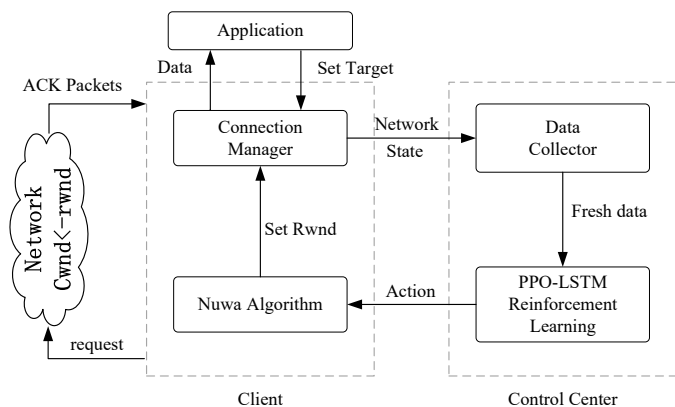 Application
Data
Set Target
ACK Packets
Connection
Manager
Network
State
Data
Collector
Network
Cwnd<-rwnd
Set Rwnd
Fresh data
Nuwa Algorithm
Action
PPO-LSTM
Reinforcement
Learning
request
Client
Control Center